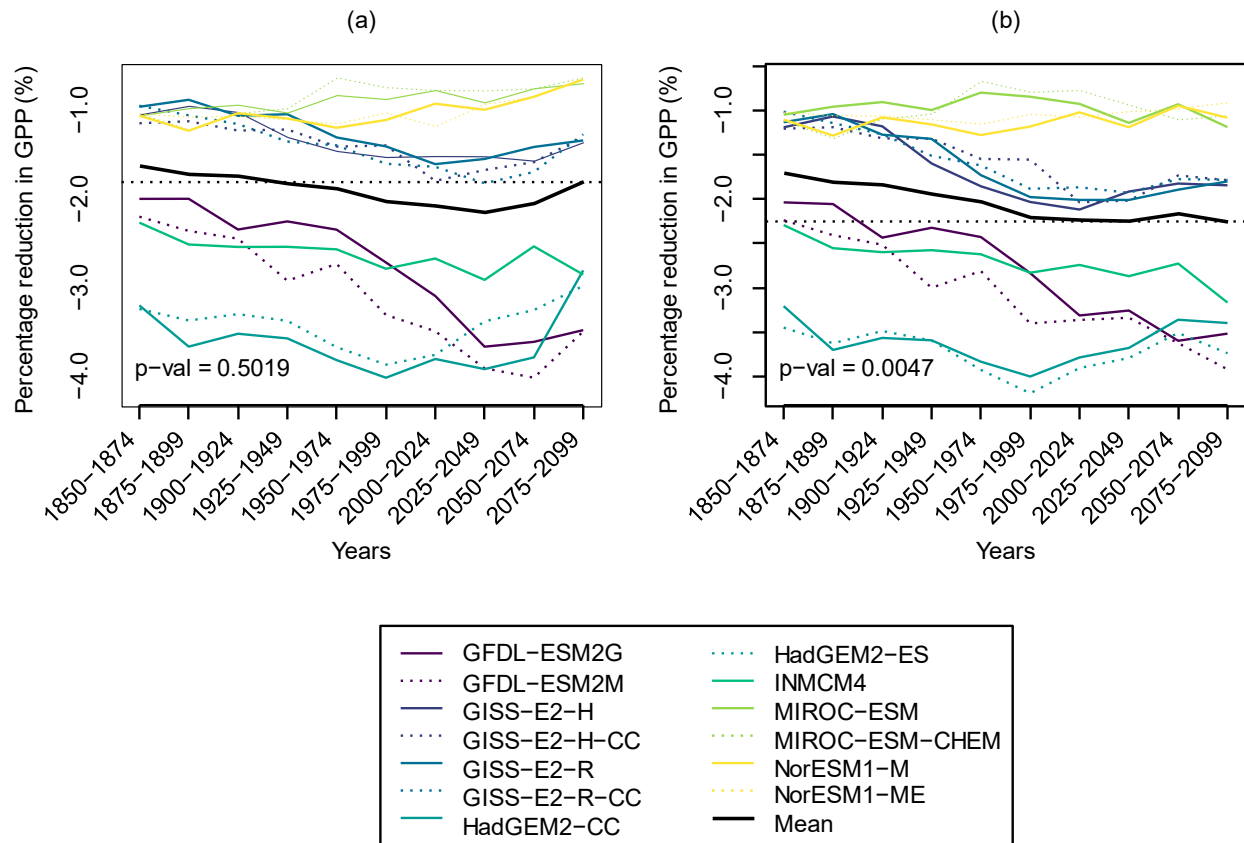 (a)
Percentage reduction in GPP (%)
−1.0
−2.0
−3.0
−4.0
p−val = 0.5019
1850−1874
1875−1899
1900−1924
1925−1949
1950−1974
1975−1999
2000−2024
2025−2049
2050−2074
2075−2099
Years
(b)
Percentage reduction in GPP (%)
−1.0
−2.0
−3.0
−4.0
p−val = 0.0047
1850−1874
1875−1899
1900−1924
1925−1949
1950−1974
1975−1999
2000−2024
2025−2049
2050−2074
2075−2099
Years
GFDL−ESM2G
GFDL−ESM2M
GISS−E2−H
GISS−E2−H−CC
GISS−E2−R
GISS−E2−R−CC
HadGEM2−CC
HadGEM2−ES
INMCM4
MIROC−ESM
MIROC−ESM−CHEM
NorESM1−M
NorESM1−ME
Mean